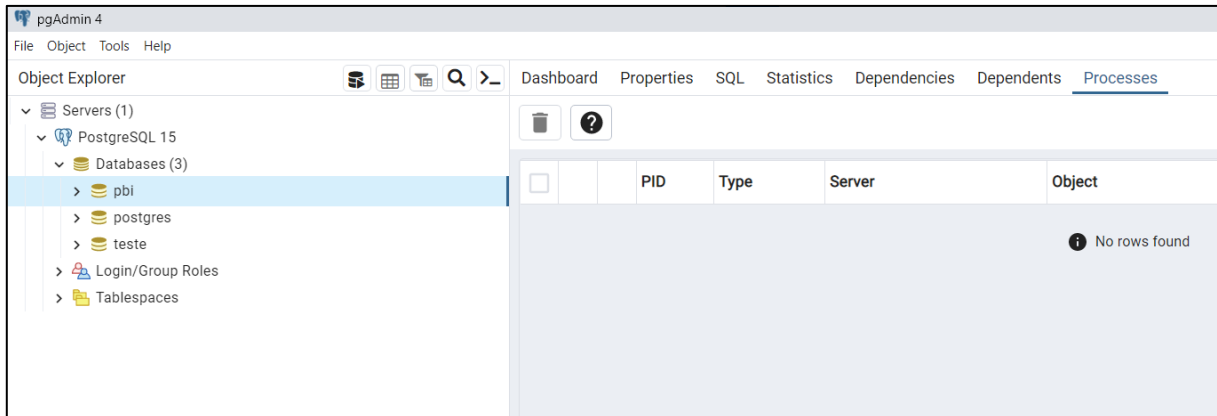 pgAdmin 4
File Object Tools Help
Object Explorer
Servers (1)
PostgreSQL 15
Databases (3)
pbi
postgres
teste
Login/Group Roles
Tablespaces
Dashboard Properties SQL Statistics Dependencies Dependents Processes
PID Type Server Object
No rows found